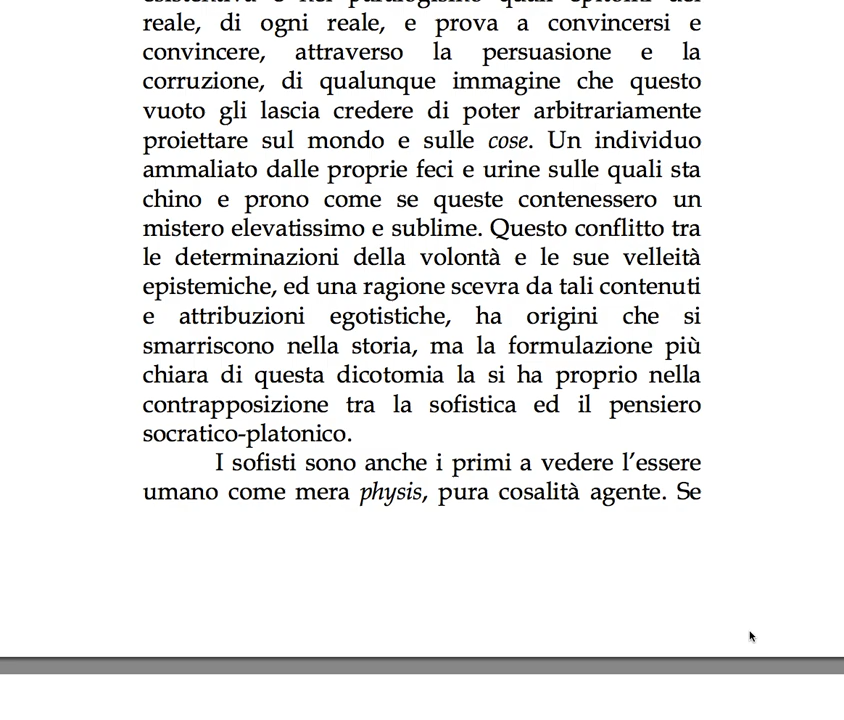 reale, di ogni reale, e prova a convincersi e
convincere, attraverso la persuasione e la
corruzione, di qualunque immagine che questo
vuoto gli lascia credere di poter arbitrariamente
proiettare sul mondo e sulle cose. Un individuo
ammaliato dalle proprie feci e urine sulle quali sta
chino e prono come se queste contenessero un
mistero elevatissimo e sublime. Questo conflitto tra
le determinazioni della volontà e le sue velleità
epistemiche, ed una ragione scevra da tali contenuti
e attribuzioni egotistiche, ha origini che si
smarriscono nella storia, ma la formulazione più
chiara di questa dicotomia la si ha proprio nella
contrapposizione tra la sofistica ed il pensiero
socratico-platonico.
I sofisti sono anche i primi a vedere l’essere
umano come mera physis, pura cosalità agente. Se